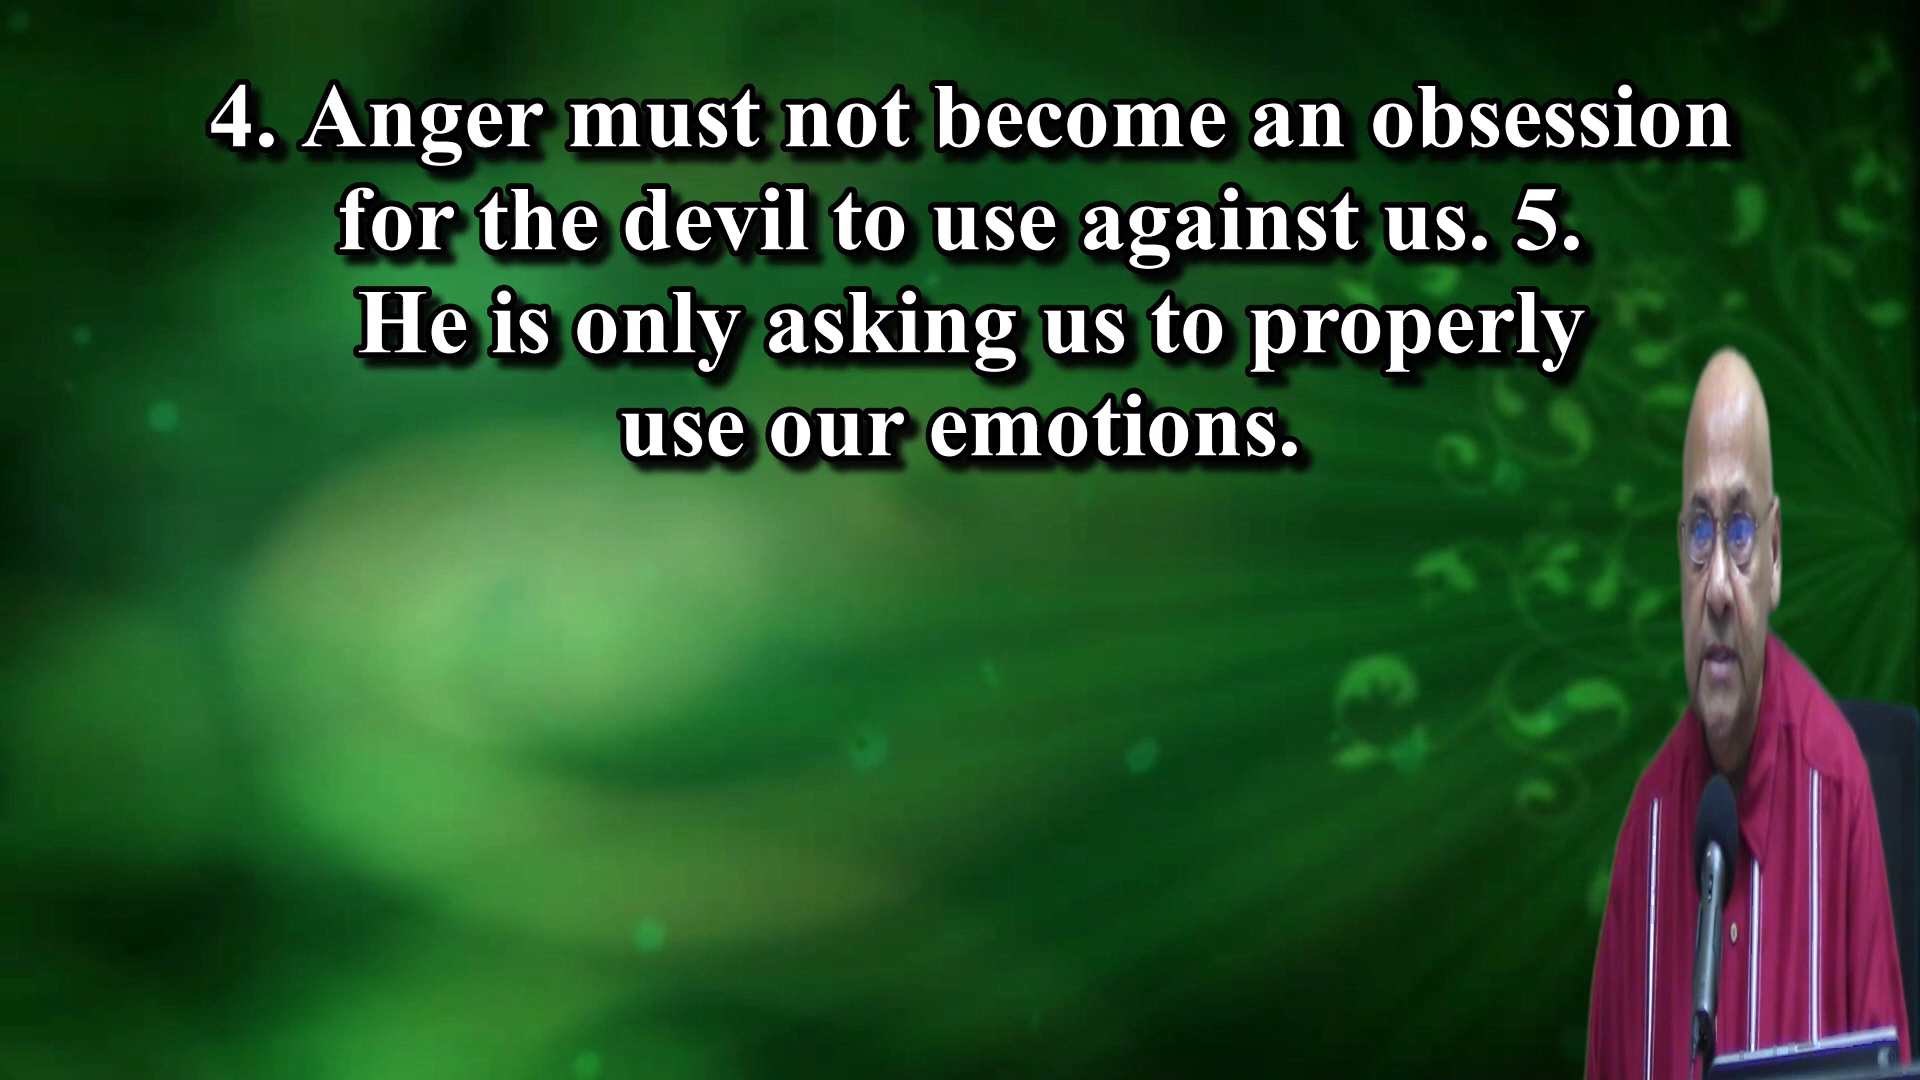 4. Anger must not become an obsession
for the devil to use against us. 5.
He is only asking us to properly
use our emotions.